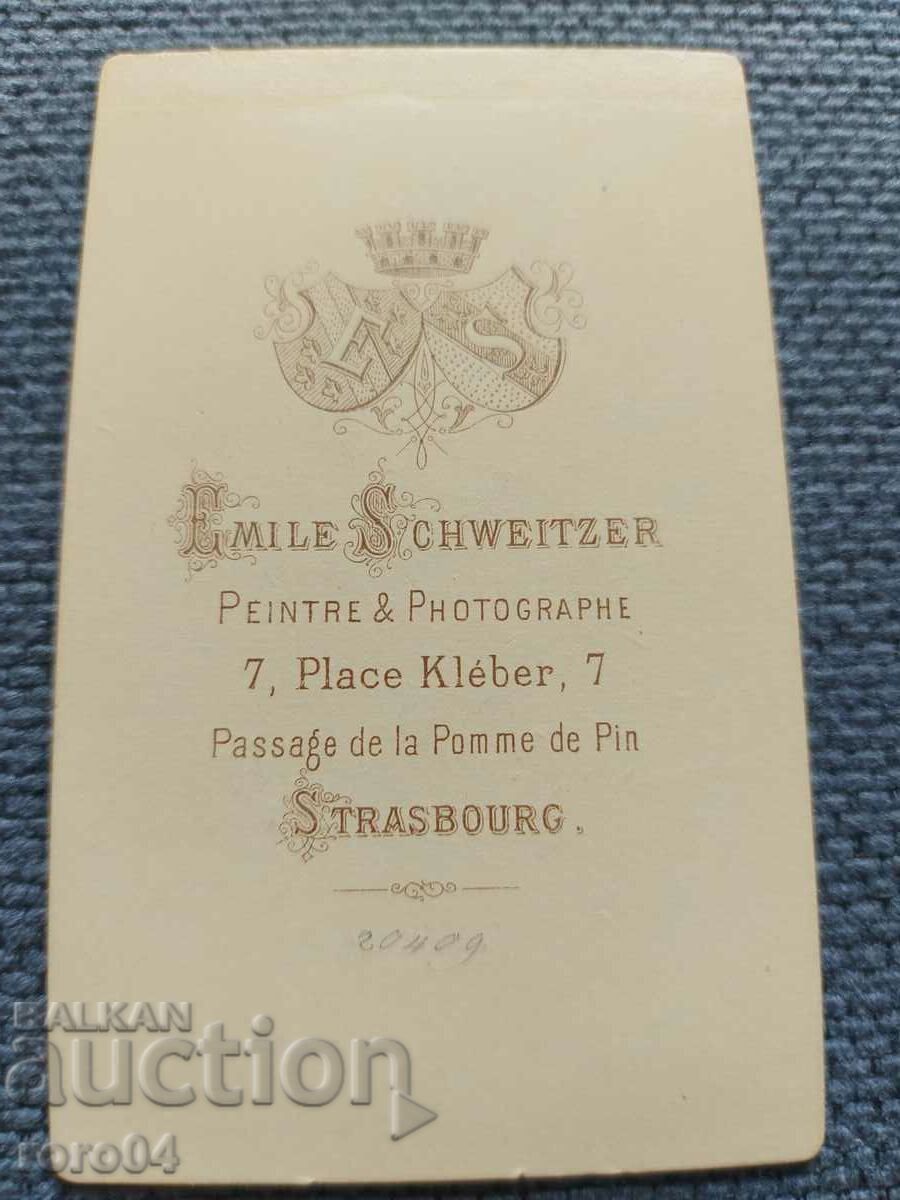 E S
EMILE SCHWEITZER
PEINTRE & PHOTOGRAPHE
7, Place Kléber, 7
Passage de la Pomme de Pin
STRASBOURG.
20409
BALKAN
auction
roro04